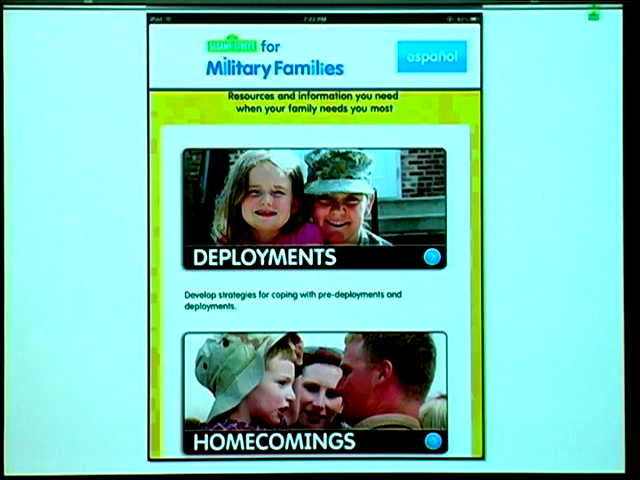 iPad
7:22 PM
SESAME STREET for
Military Families
español
Resources and information you need
when your family needs you most
DEPLOYMENTS
Develop strategies for coping with pre-deployments and
deployments.
HOMECOMINGS